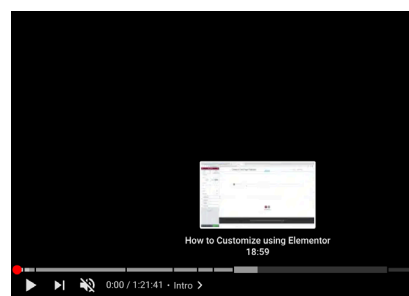 How to Customize using Elementor
18:59
0:00 / 1:21:41 • Intro >